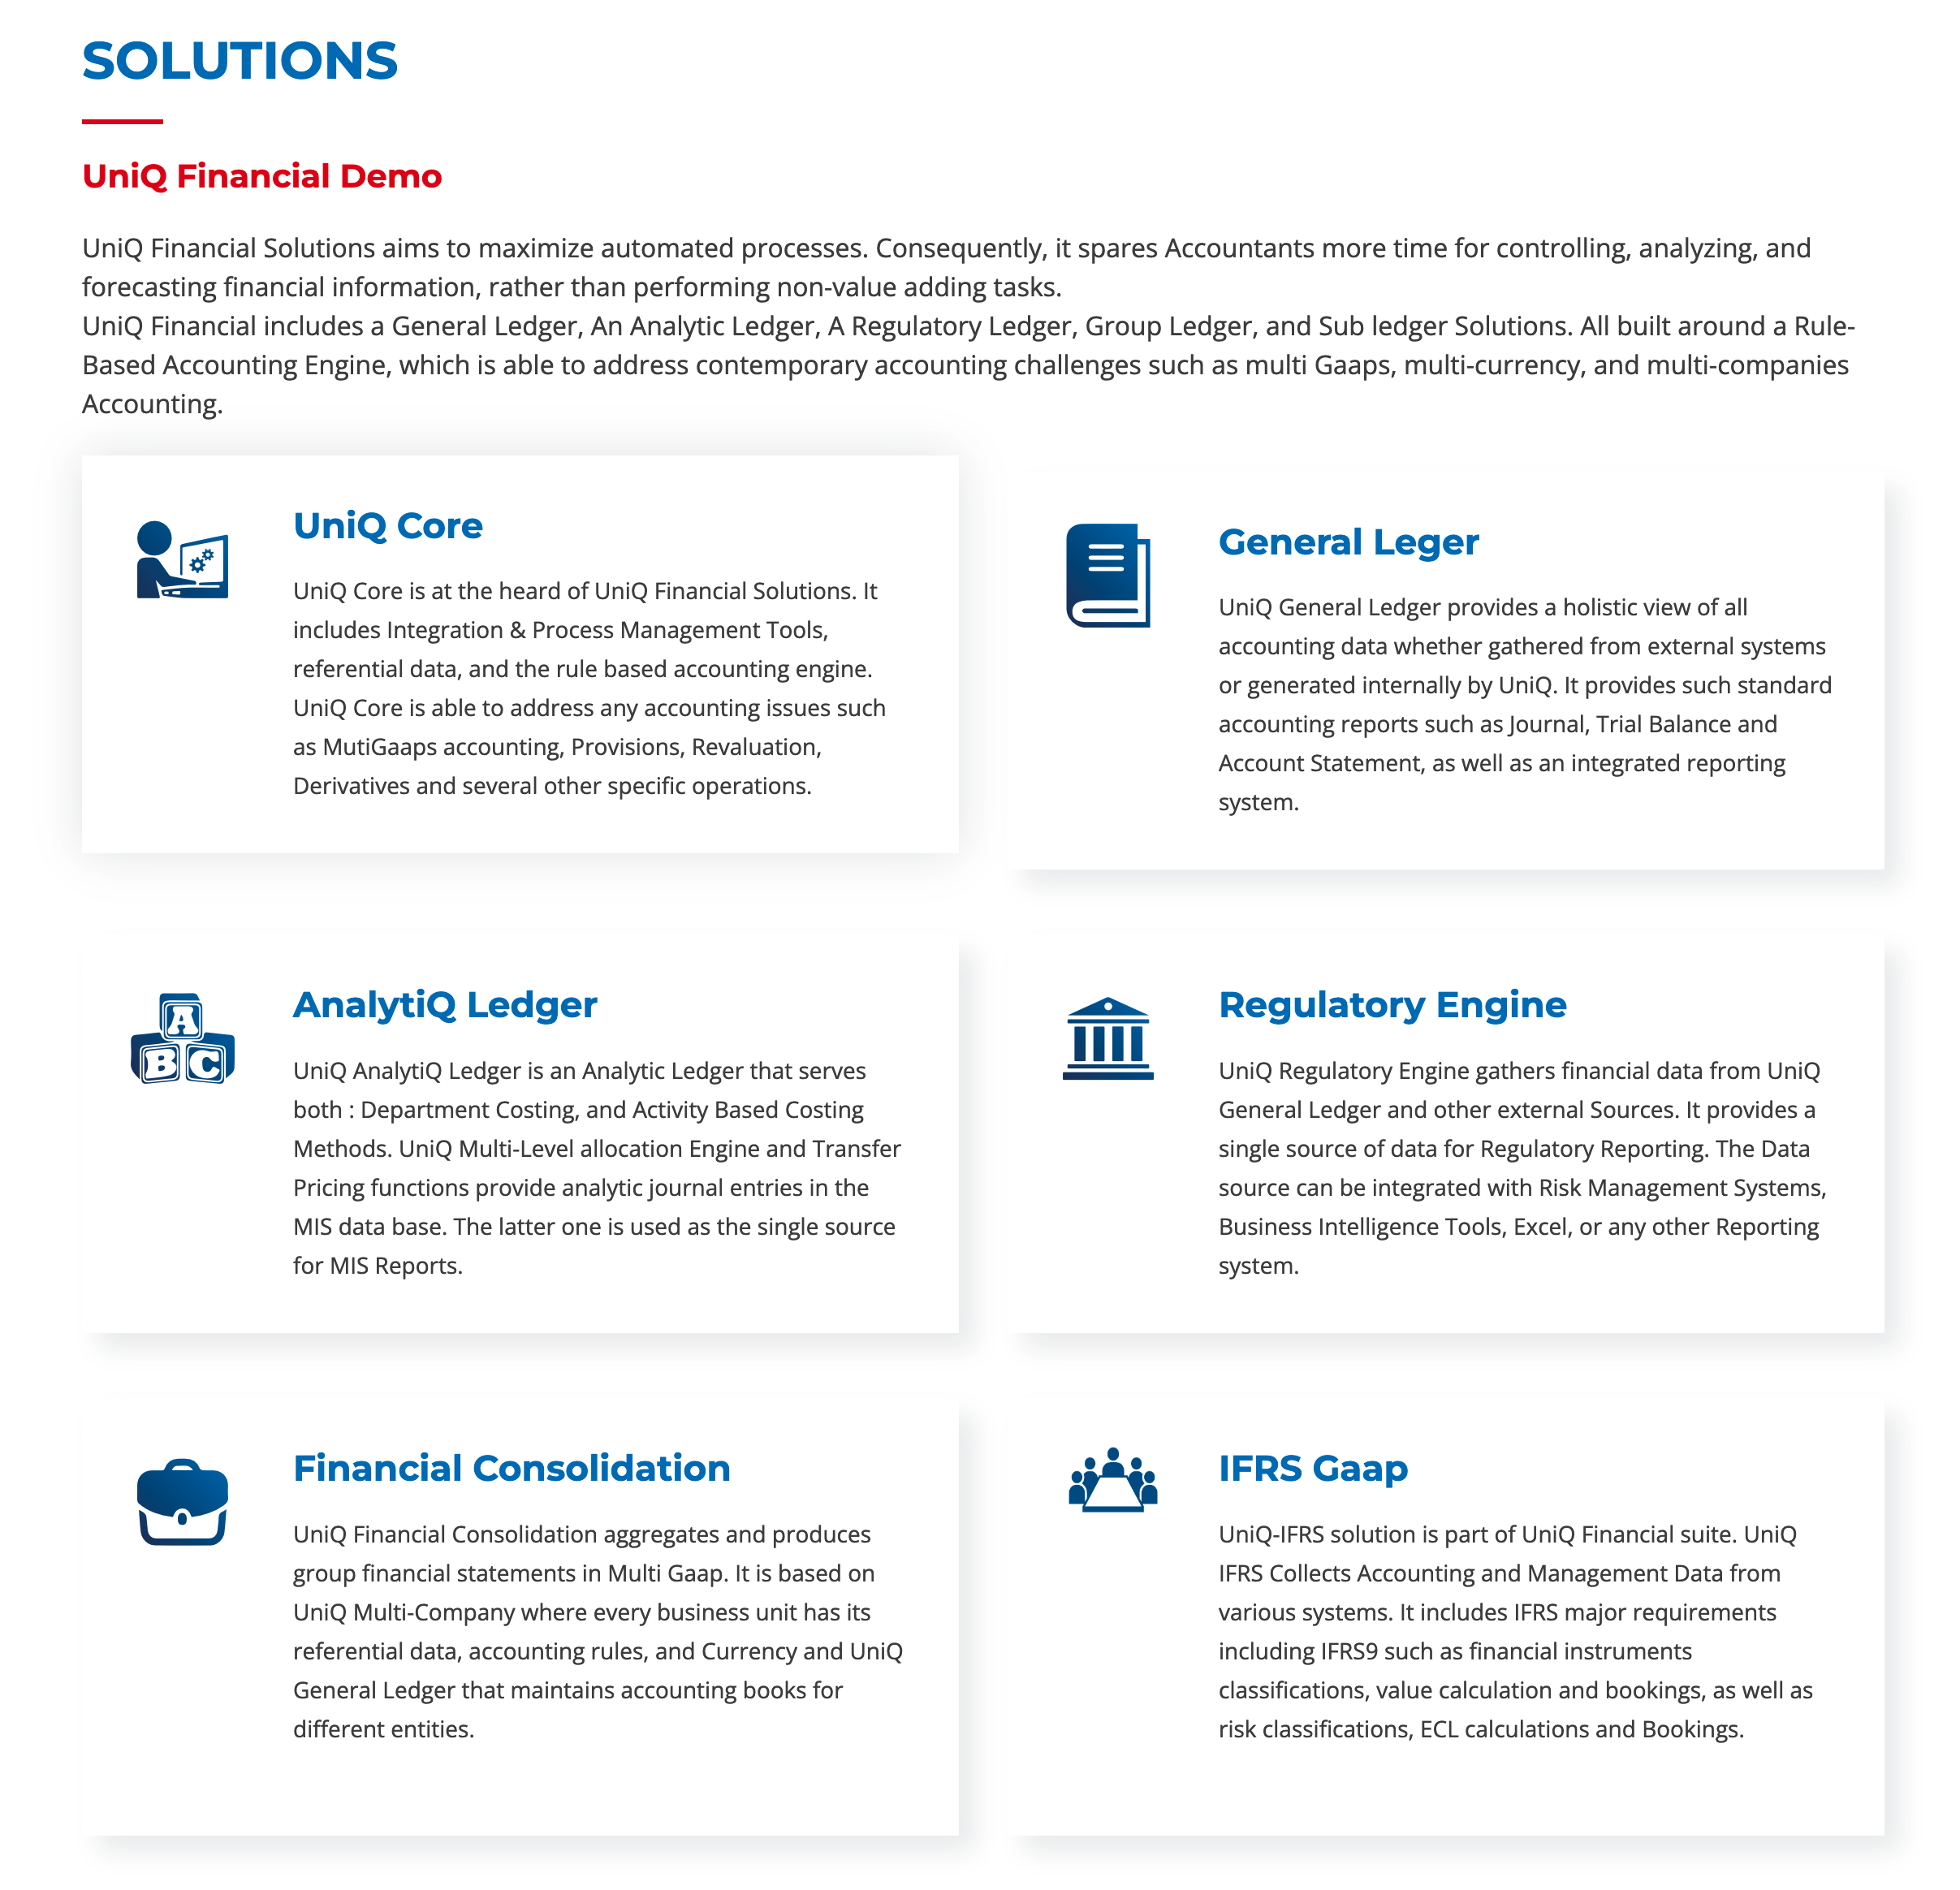 SOLUTIONS
UniQ Financial Demo
UniQ Financial Solutions aims to maximize automated processes. Consequently, it spares Accountants more time for controlling, analyzing, and
forecasting financial information, rather than performing non-value adding tasks.
UniQ Financial includes a General Ledger, An Analytic Ledger, A Regulatory Ledger, Group Ledger, and Sub ledger Solutions. All built around a Rule-
Based Accounting Engine, which is able to address contemporary accounting challenges such as multi Gaaps, multi-currency, and multi-companies
Accounting.
UniQ Core
UniQ Core is at the heard of UniQ Financial Solutions. It
includes Integration & Process Management Tools,
referential data, and the rule based accounting engine.
UniQ Core is able to address any accounting issues such
as MutiGaaps accounting, Provisions, Revaluation,
Derivatives and several other specific operations.
General Leger
UniQ General Ledger provides a holistic view of all
accounting data whether gathered from external systems
or generated internally by UniQ. It provides such standard
accounting reports such as Journal, Trial Balance and
Account Statement, as well as an integrated reporting
system.
A
B C
AnalytiQ Ledger
UniQ AnalytiQ Ledger is an Analytic Ledger that serves
both : Department Costing, and Activity Based Costing
Methods. UniQ Multi-Level allocation Engine and Transfer
Pricing functions provide analytic journal entries in the
MIS data base. The latter one is used as the single source
for MIS Reports.
Regulatory Engine
UniQ Regulatory Engine gathers financial data from UniQ
General Ledger and other external Sources. It provides a
single source of data for Regulatory Reporting. The Data
source can be integrated with Risk Management Systems,
Business Intelligence Tools, Excel, or any other Reporting
system.
Financial Consolidation
UniQ Financial Consolidation aggregates and produces
group financial statements in Multi Gaap. It is based on
UniQ Multi-Company where every business unit has its
referential data, accounting rules, and Currency and UniQ
General Ledger that maintains accounting books for
different entities.
IFRS Gaap
UniQ-IFRS solution is part of UniQ Financial suite. UniQ
IFRS Collects Accounting and Management Data from
various systems. It includes IFRS major requirements
including IFRS9 such as financial instruments
classifications, value calculation and bookings, as well as
risk classifications, ECL calculations and Bookings.